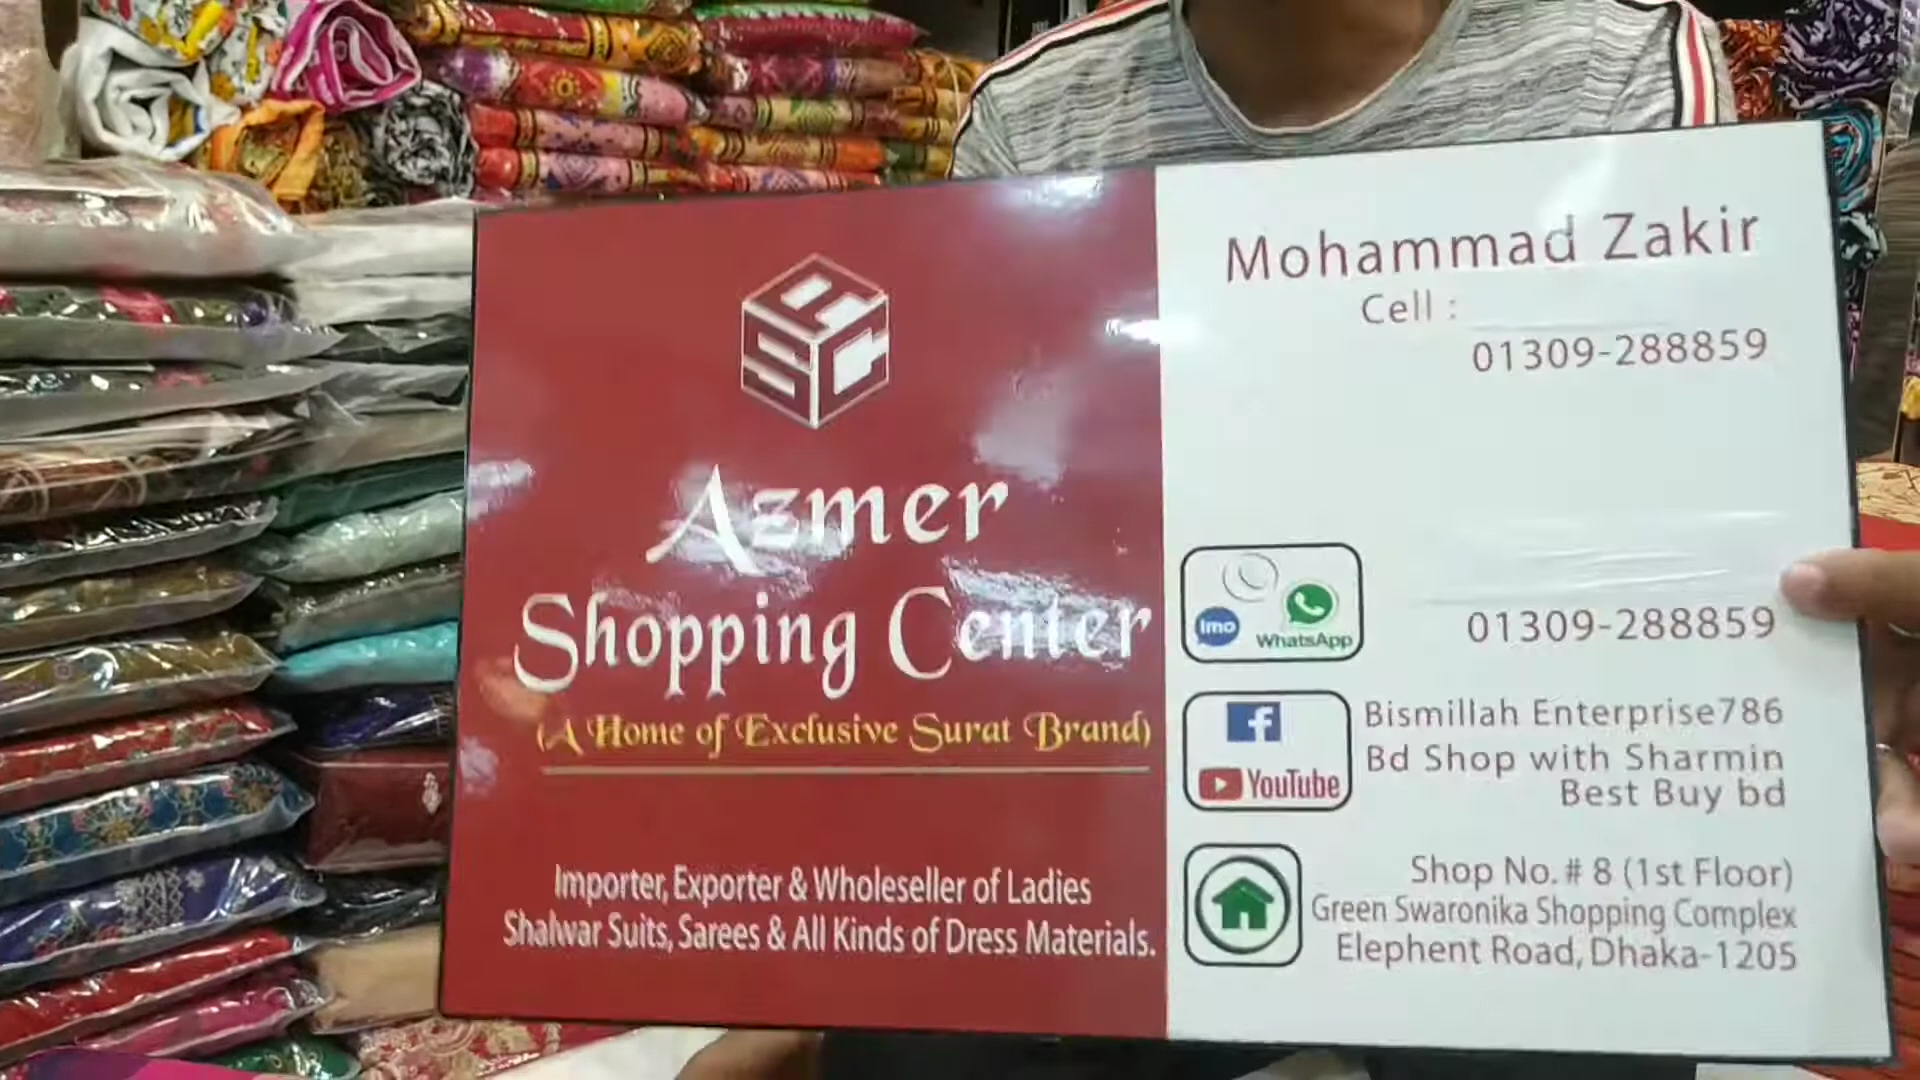 ASC
Azmer
Shopping Center
(A Home of Exclusive Surat Brand)
Importer, Exporter & Wholeseller of Ladies
Shalwar Suits, Sarees & All Kinds of Dress Materials.
Mohammad Zakir
Cell :
01309-288859
Imo
WhatsApp
01309-288859
f
YouTube
Bismillah Enterprise786
Bd Shop with Sharmin
Best Buy bd
Shop No. # 8 (1st Floor)
Green Swaronika Shopping Complex
Elephent Road, Dhaka-1205